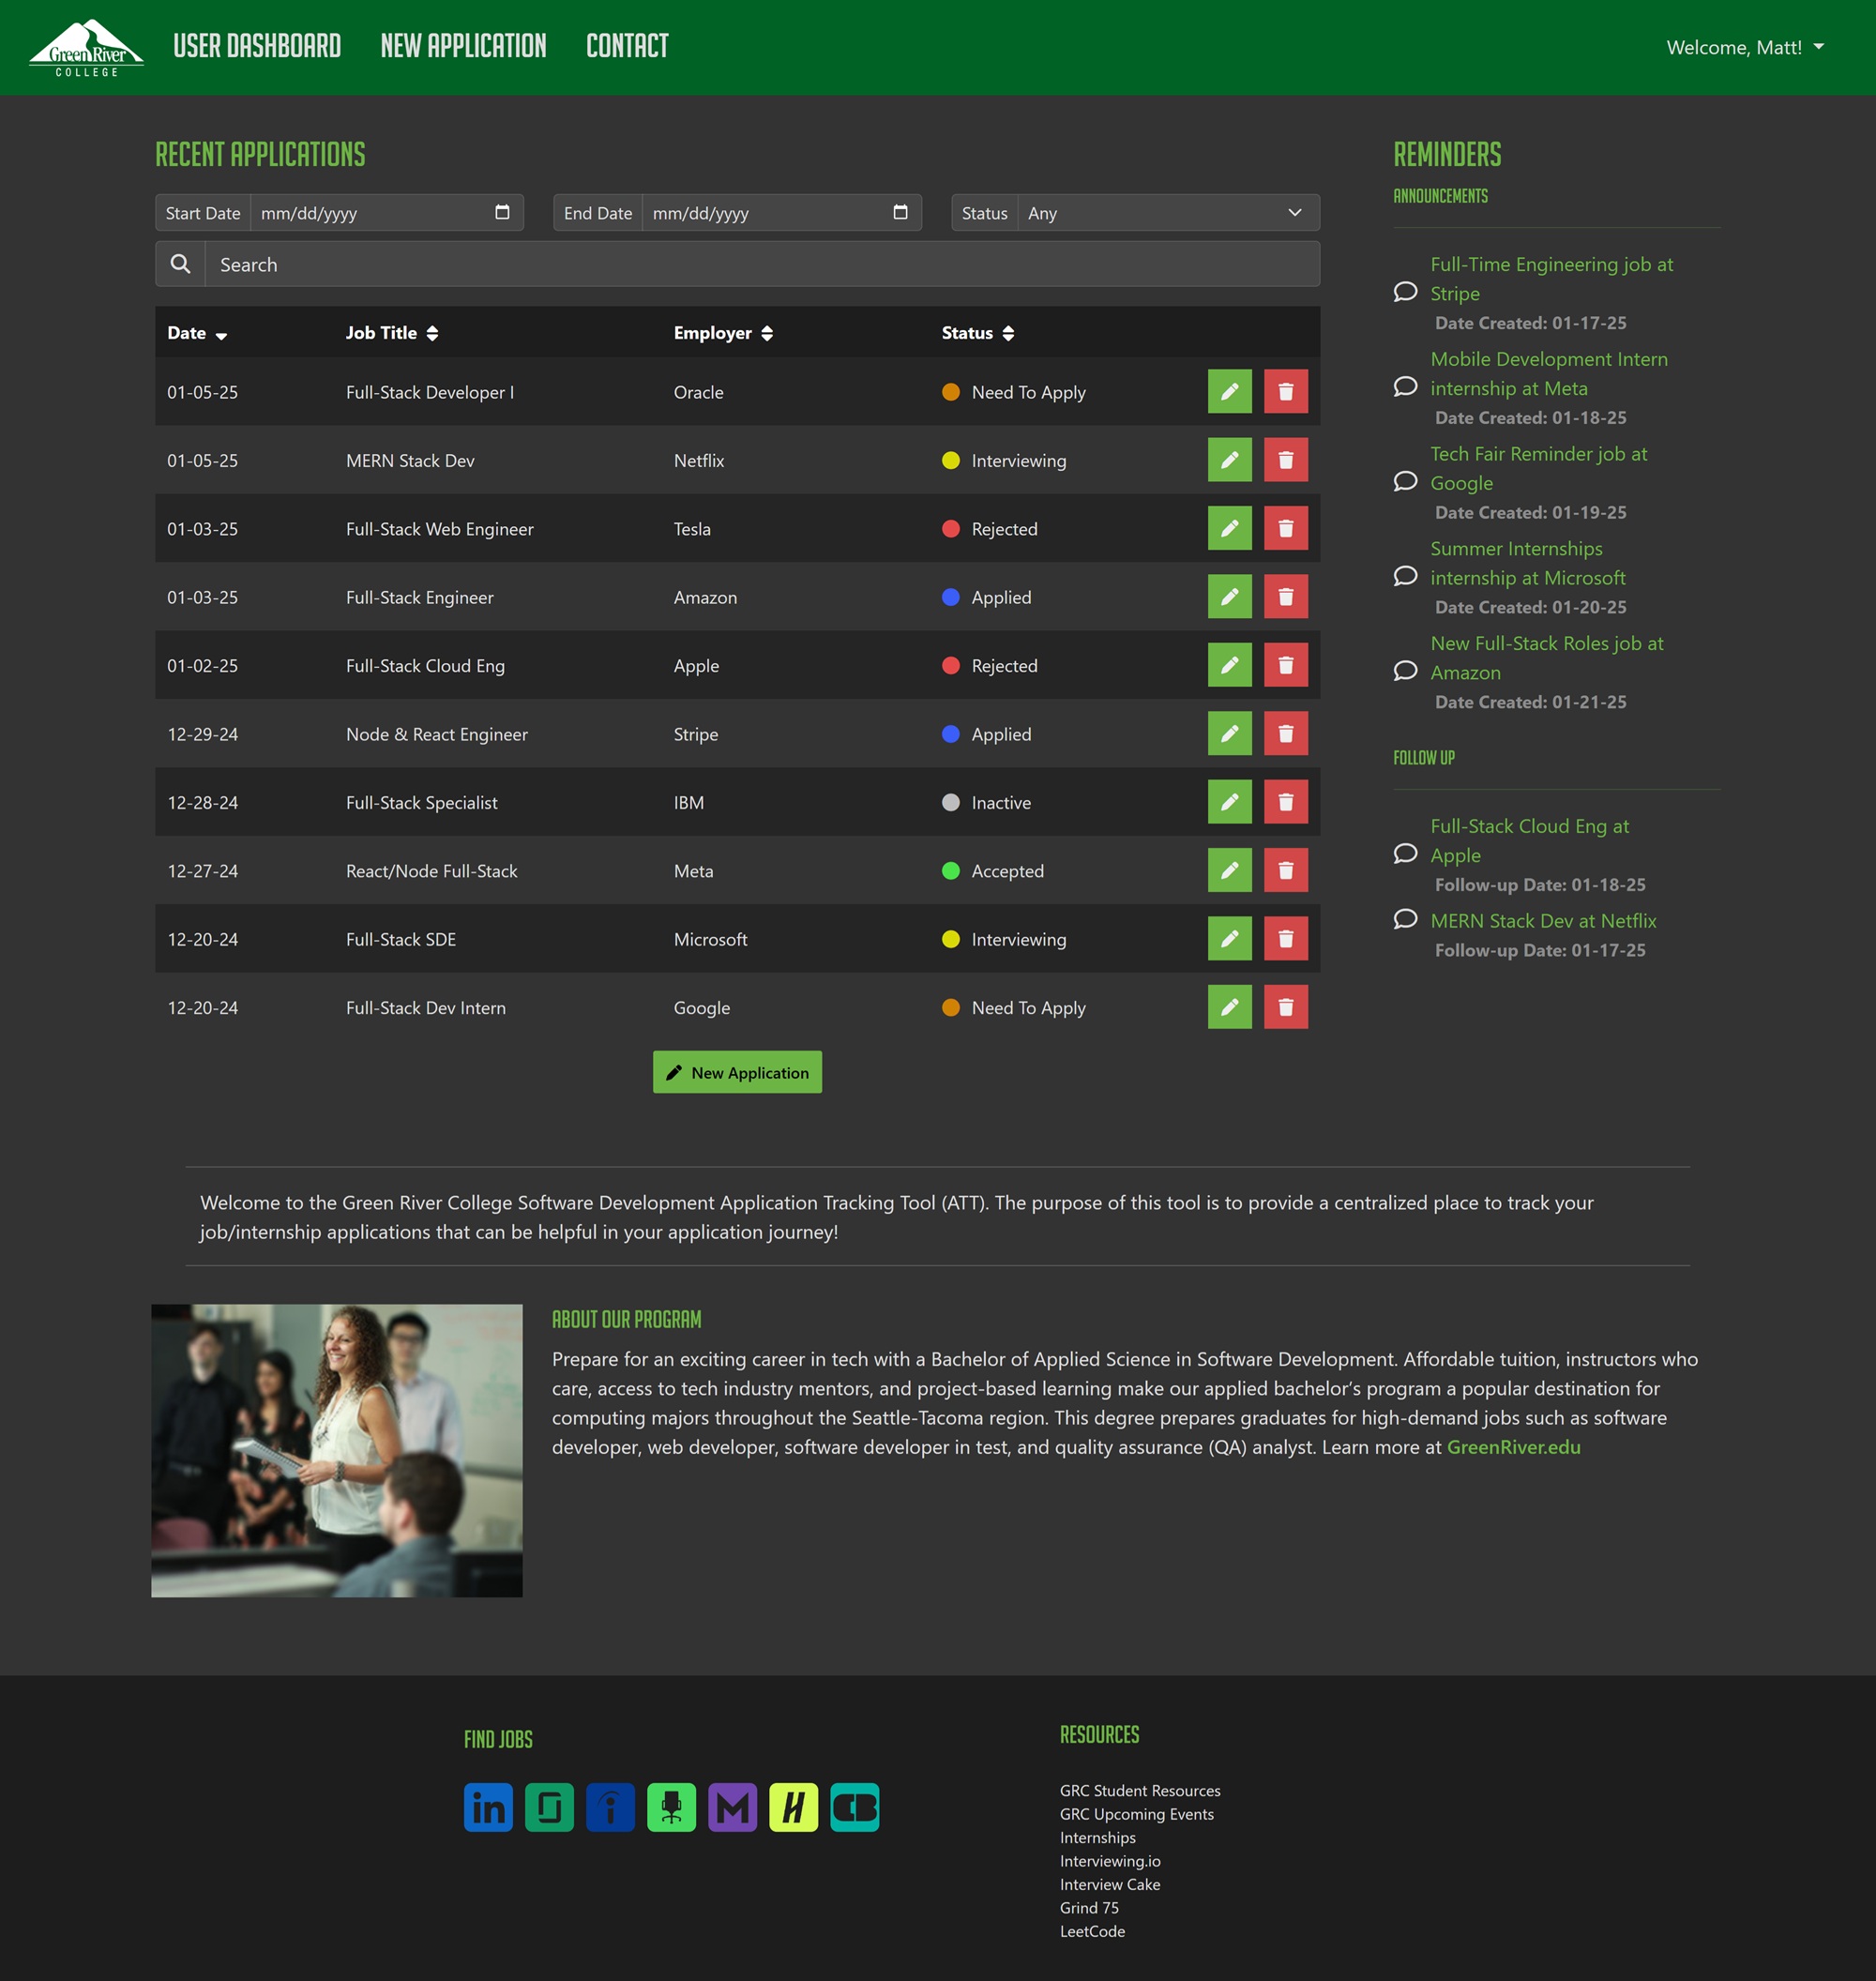 Green River
COLLEGE
USER DASHBOARD
NEW APPLICATION
CONTACT
Welcome, Matt!
RECENT APPLICATIONS
Start Date mm/dd/yyyy
End Date mm/dd/yyyy
Status Any
Search
Date Job Title Employer Status
01-05-25 Full-Stack Developer I Oracle Need To Apply
01-05-25 MERN Stack Dev Netflix Interviewing
01-03-25 Full-Stack Web Engineer Tesla Rejected
01-03-25 Full-Stack Engineer Amazon Applied
01-02-25 Full-Stack Cloud Eng Apple Rejected
12-29-24 Node & React Engineer Stripe Applied
12-28-24 Full-Stack Specialist IBM Inactive
12-27-24 React/Node Full-Stack Meta Accepted
12-20-24 Full-Stack SDE Microsoft Interviewing
12-20-24 Full-Stack Dev Intern Google Need To Apply
New Application
REMINDERS
ANNOUNCEMENTS
Full-Time Engineering job at
Stripe
Date Created: 01-17-25
Mobile Development Intern
internship at Meta
Date Created: 01-18-25
Tech Fair Reminder job at
Google
Date Created: 01-19-25
Summer Internships
internship at Microsoft
Date Created: 01-20-25
New Full-Stack Roles job at
Amazon
Date Created: 01-21-25
FOLLOW UP
Full-Stack Cloud Eng at
Apple
Follow-up Date: 01-18-25
MERN Stack Dev at Netflix
Follow-up Date: 01-17-25
Welcome to the Green River College Software Development Application Tracking Tool (ATT). The purpose of this tool is to provide a centralized place to track your
job/internship applications that can be helpful in your application journey!
ABOUT OUR PROGRAM
Prepare for an exciting career in tech with a Bachelor of Applied Science in Software Development. Affordable tuition, instructors who
care, access to tech industry mentors, and project-based learning make our applied bachelor's program a popular destination for
computing majors throughout the Seattle-Tacoma region. This degree prepares graduates for high-demand jobs such as software
developer, web developer, software developer in test, and quality assurance (QA) analyst. Learn more at GreenRiver.edu
FIND JOBS
in
i
M
H
CB
RESOURCES
GRC Student Resources
GRC Upcoming Events
Internships
Interviewing.io
Interview Cake
Grind 75
LeetCode